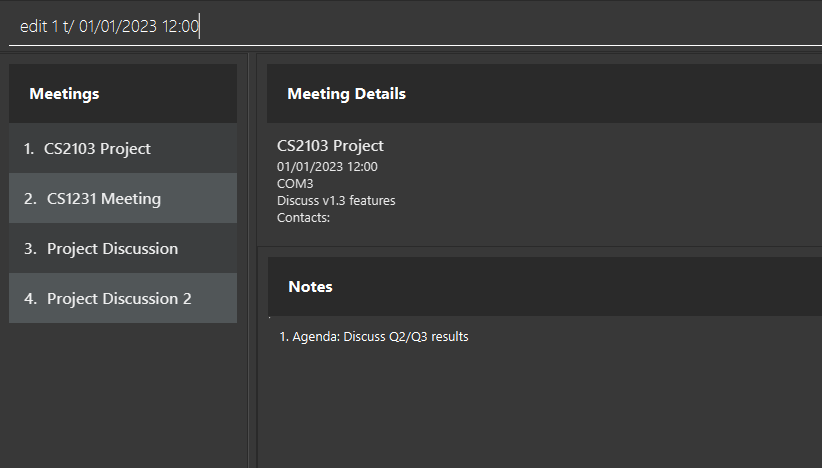 edit 1 t/ 01/01/2023 12:00
Meetings
1. CS2103 Project
2. CS1231 Meeting
3. Project Discussion
4. Project Discussion 2
Meeting Details
CS2103 Project
01/01/2023 12:00
COM3
Discuss v1.3 features
Contacts:
Notes
1. Agenda: Discuss Q2/Q3 results